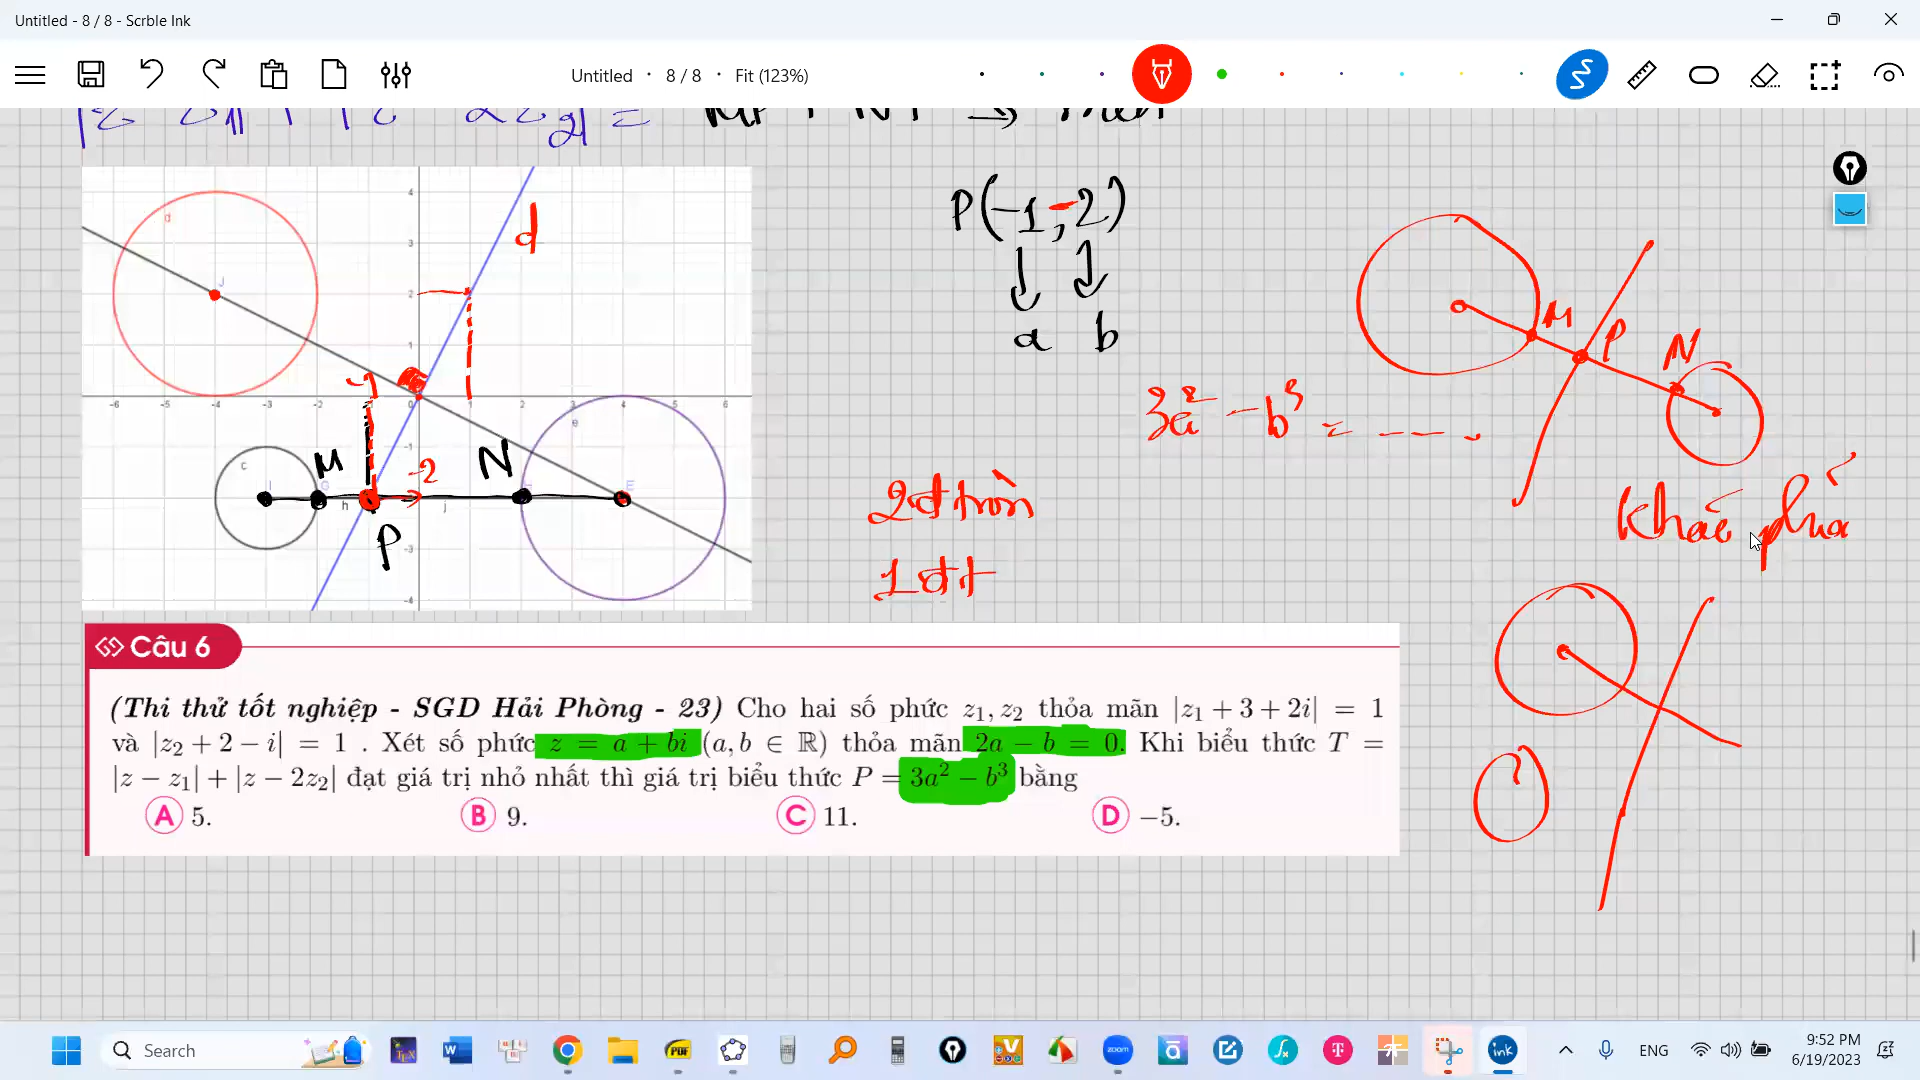 Untitled - 8 / 8 - Scrble Ink
Untitled · 8 / 8 · Fit (123%)
P(-1;-2)
a b
d
M N
-2
P
3a² - b³ = ----.
2đ tròn
1đt
M P N
Khác phía
Câu 6
(Thi thử tốt nghiệp - SGD Hải Phòng - 23) Cho hai số phức z₁, z₂ thỏa mãn |z₁ + 3 + 2i| = 1
và |z₂ + 2 − i| = 1 . Xét số phức z = a + bi (a, b ∈ ℝ) thỏa mãn 2a − b = 0. Khi biểu thức T =
|z − z₁| + |z − 2z₂| đạt giá trị nhỏ nhất thì giá trị biểu thức P = 3a² − b³ bằng
A 5. B 9. C 11. D −5.
Search
ENG
9:52 PM
6/19/2023